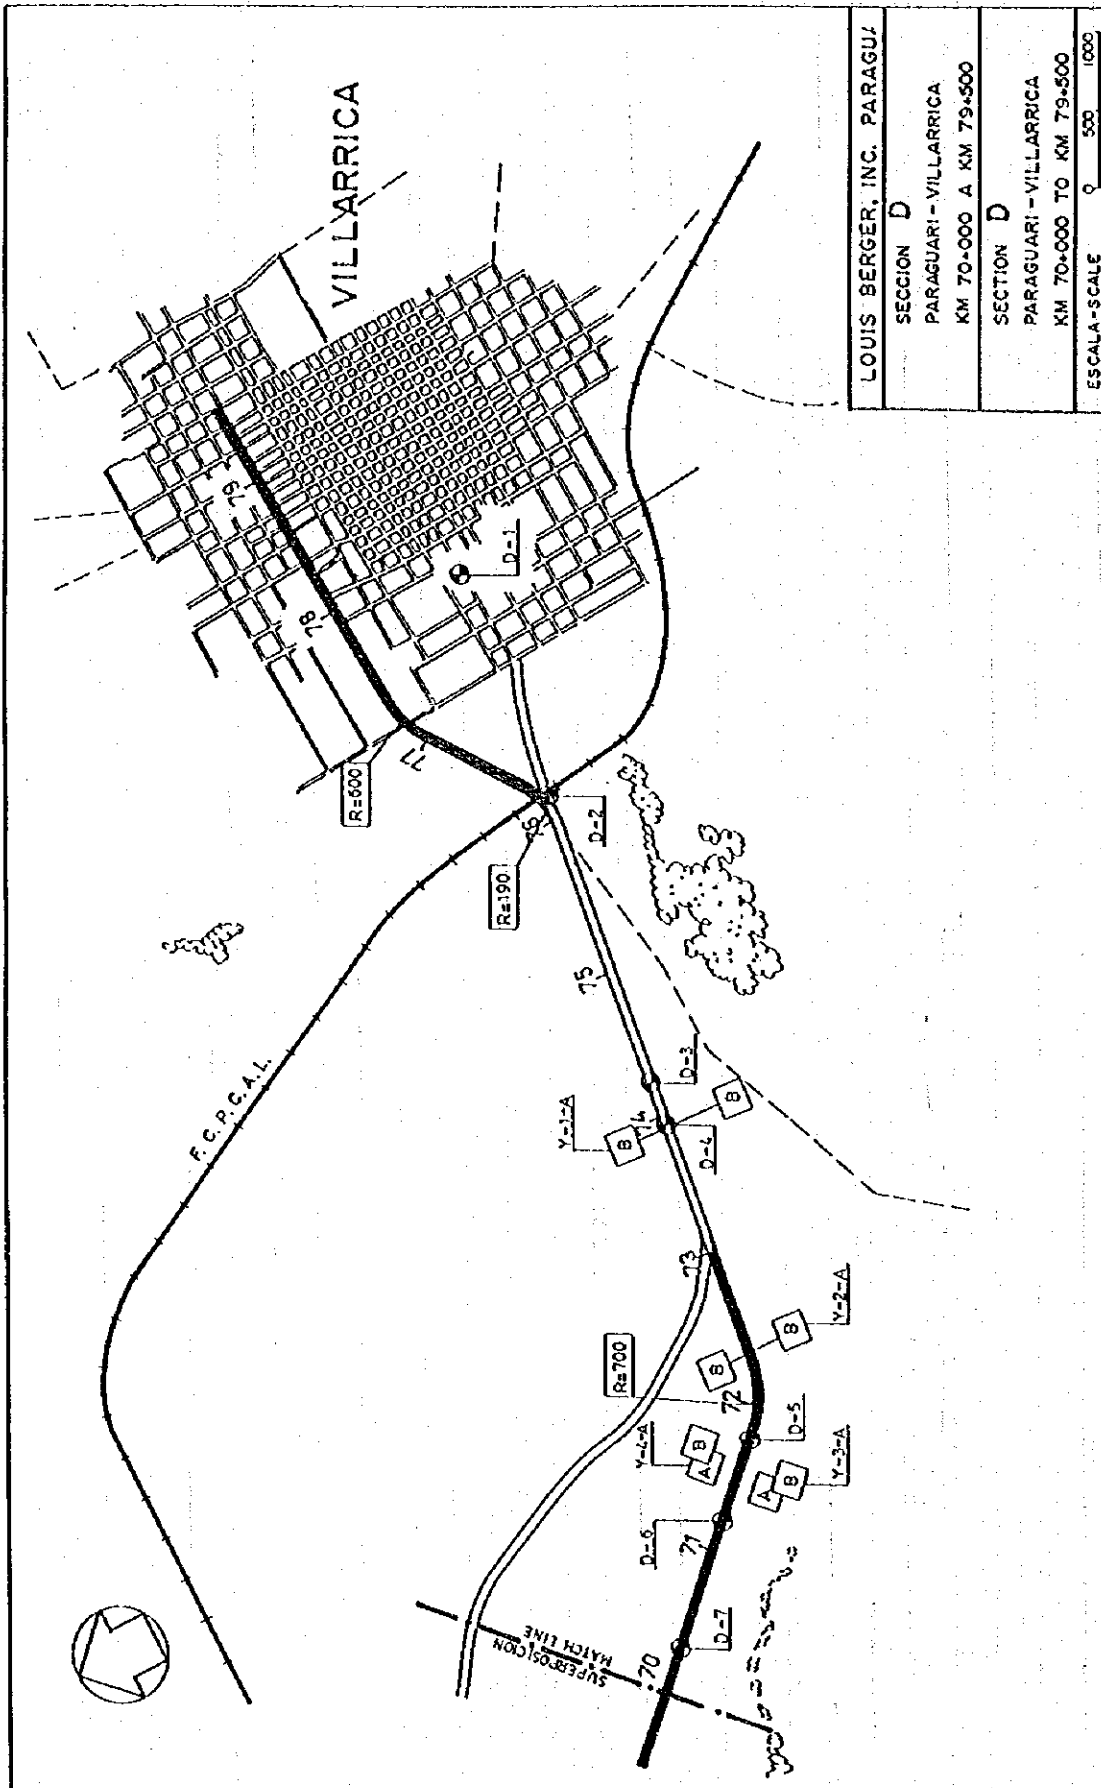 VILLARRICA
79
78
77
R=600
D=1
D=2
76
R=190
F.C.P.C.A.L.
75
D=3
74
Y=1=A
B
B
D=4
73
R=700
72
B
B
Y=2=A
D=5
Y=4=A
B
A
A
B
Y=3=A
D=6
71
D=7
70
SUPERPOSICION
MATCH LINE
LOUIS BERGER, INC. PARAGUA
SECCION D
PARAGUARI-VILLARRICA
KM 70+000 A KM 79+500
SECTION D
PARAGUARI-VILLARRICA
KM 70+000 TO KM 79+500
ESCALA-SCALE 0 500 1000